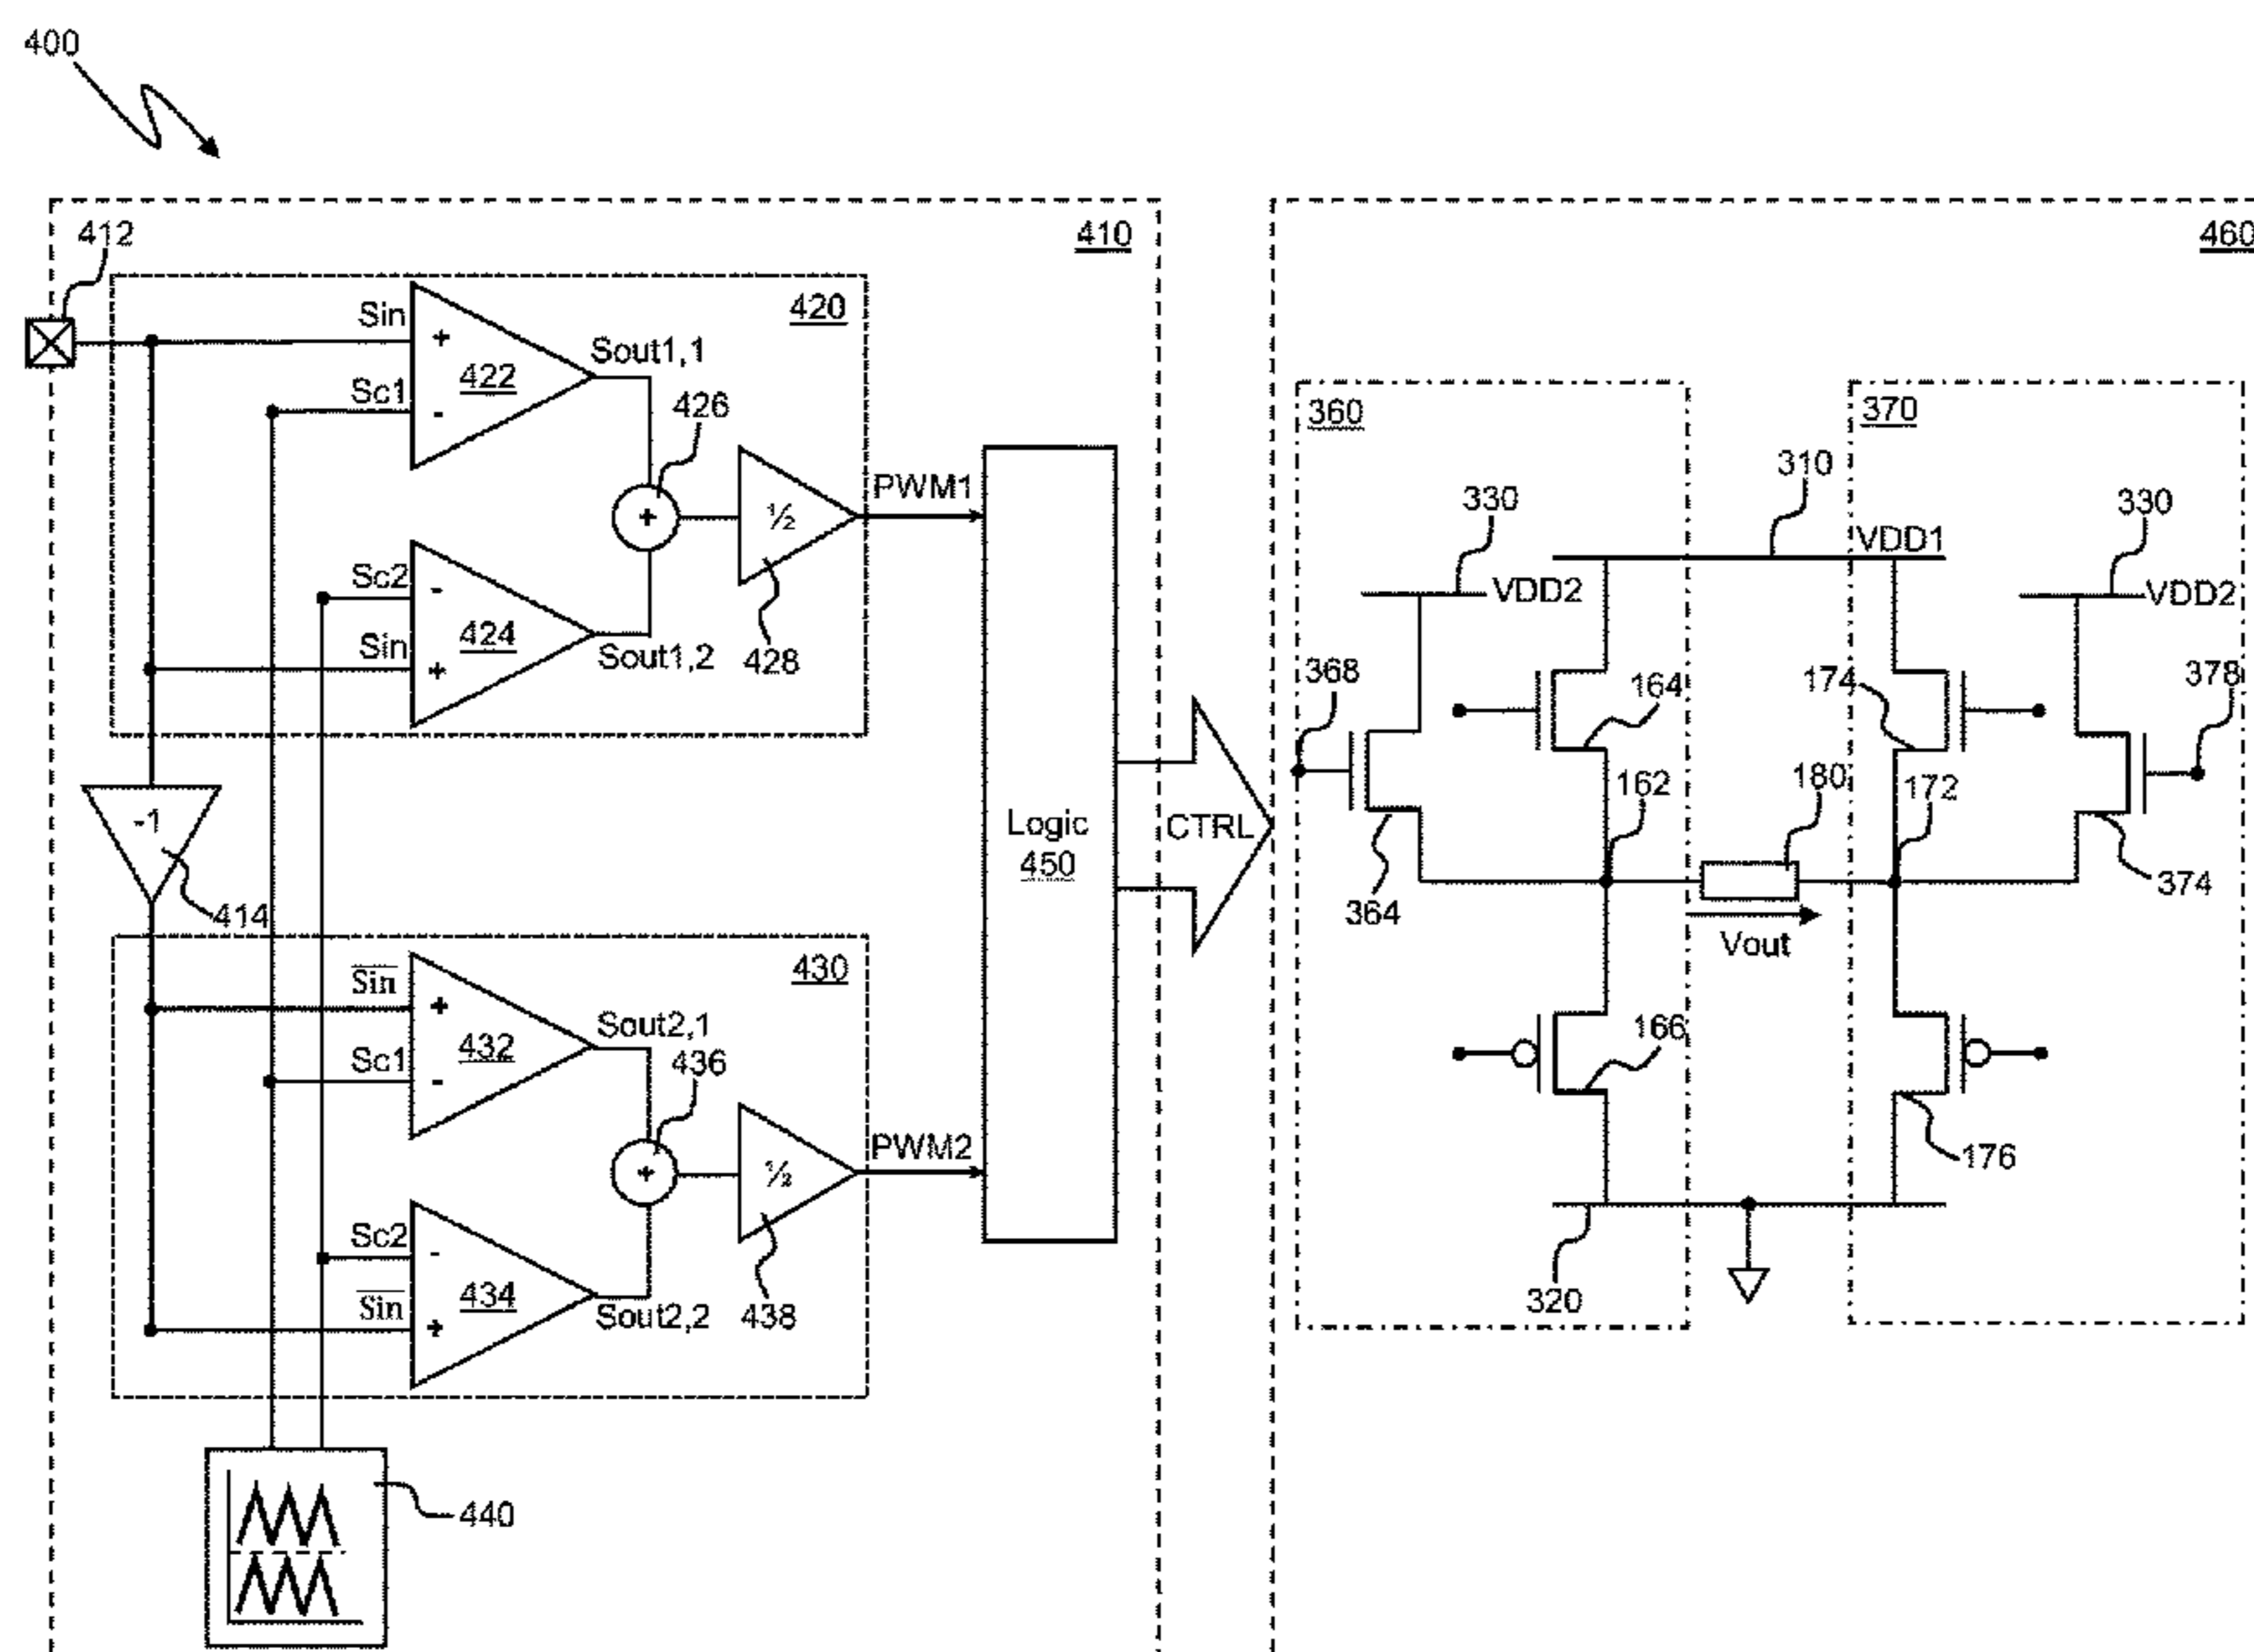 400
412
410
460
420
Sin
+
Sout1,1
422
Sc1
-
426
360
370
310
PWM1
330
330
+
½
VDD1
Sc2
-
VDD2
VDD2
424
Sin
+
Sout1,2
428
368
164
174
378
-1
162
180
172
Logic
450
CTRL
414
364
374
Vout
430
S̅i̅n̅
+
Sout2,1
432
Sc1
-
436
166
PWM2
+
½
176
Sc2
-
S̅i̅n̅
434
+
Sout2,2
438
320
440